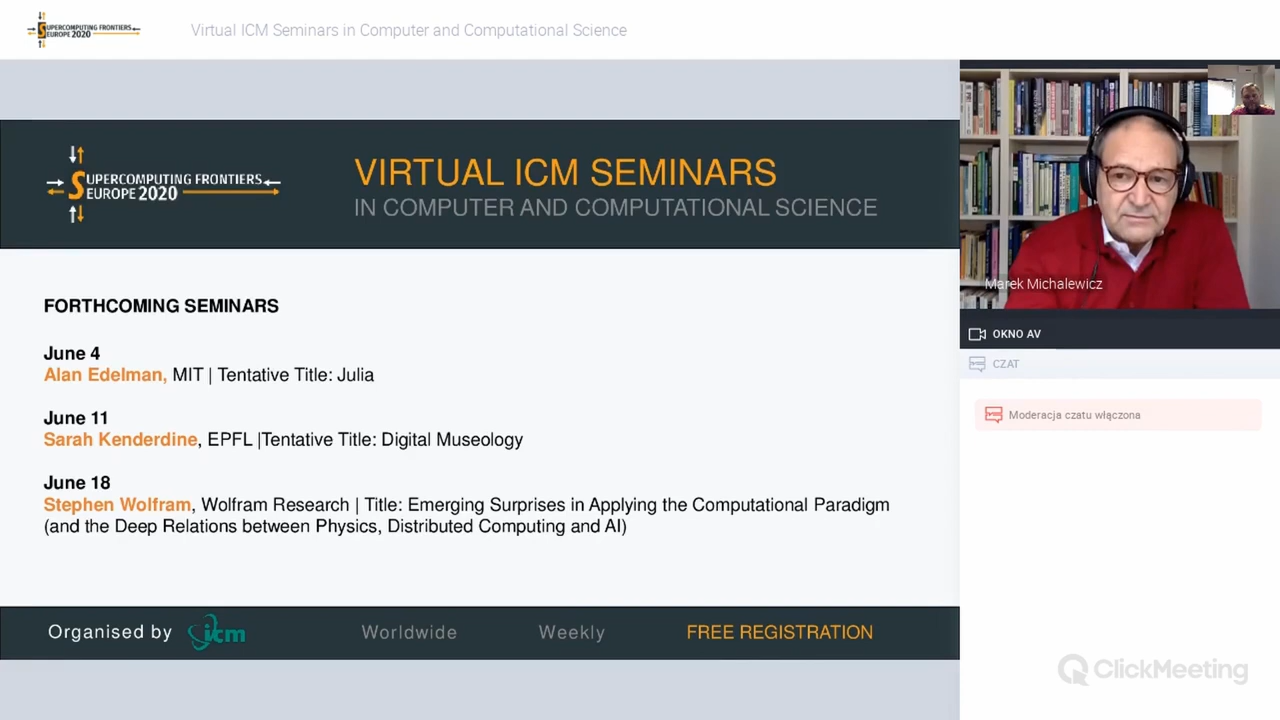 SUPERCOMPUTING FRONTIERS
EUROPE 2020
Virtual ICM Seminars in Computer and Computational Science
SUPERCOMPUTING FRONTIERS
EUROPE 2020
VIRTUAL ICM SEMINARS
IN COMPUTER AND COMPUTATIONAL SCIENCE
FORTHCOMING SEMINARS
June 4
Alan Edelman, MIT | Tentative Title: Julia
June 11
Sarah Kenderdine, EPFL |Tentative Title: Digital Museology
June 18
Stephen Wolfram, Wolfram Research | Title: Emerging Surprises in Applying the Computational Paradigm
(and the Deep Relations between Physics, Distributed Computing and AI)
Organised by icm
Worldwide
Weekly
FREE REGISTRATION
Marek Michalewicz
OKNO AV
CZAT
Moderacja czatu włączona
ClickMeeting